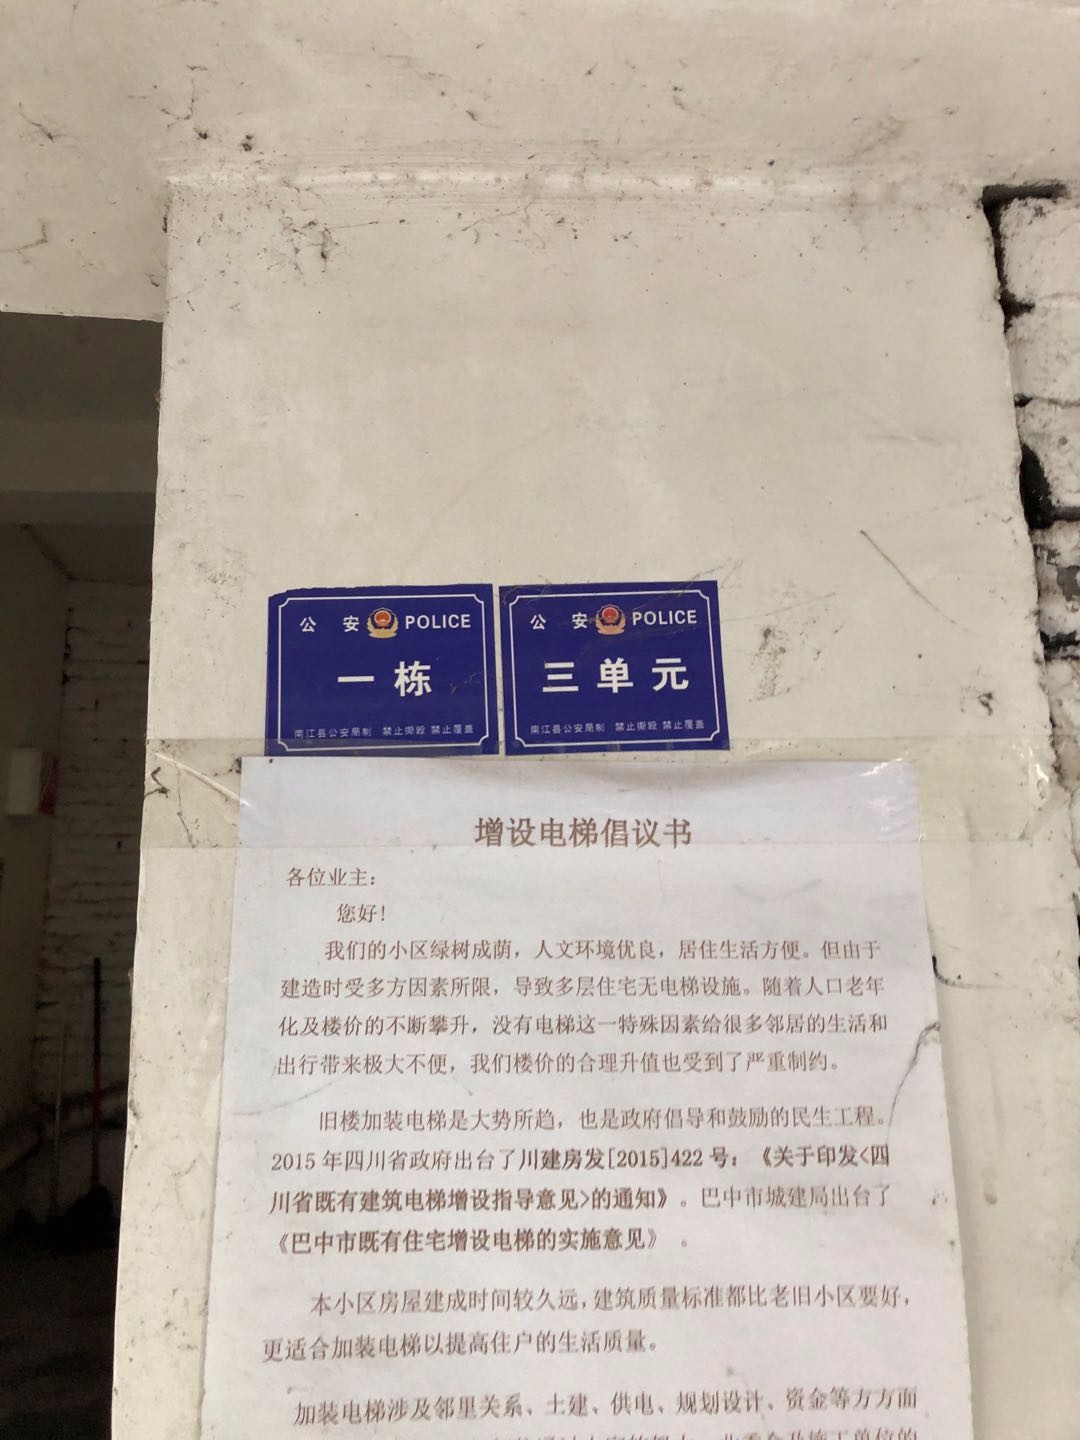 公安 POLICE
一栋
南江县公安局制 禁止撕毁 禁止覆盖
公安 POLICE
三单元
南江县公安局制 禁止撕毁 禁止覆盖
增设电梯倡议书
各位业主：
您好！
我们的小区绿树成荫，人文环境优良，居住生活方便。但由于
建造时受多方因素所限，导致多层住宅无电梯设施。随着人口老年
化及楼价的不断攀升，没有电梯这一特殊因素给很多邻居的生活和
出行带来极大不便，我们楼价的合理升值也受到了严重制约。
旧楼加装电梯是大势所趋，也是政府倡导和鼓励的民生工程。
2015年四川省政府出台了川建房发[2015]422号：《关于印发<四
川省既有建筑电梯增设指导意见>的通知》。巴中市城建局出台了
《巴中市既有住宅增设电梯的实施意见》 。
本小区房屋建成时间较久远，建筑质量标准都比老旧小区要好，
更适合加装电梯以提高住户的生活质量。
加装电梯涉及邻里关系、土建、供电、规划设计、资金等方方面